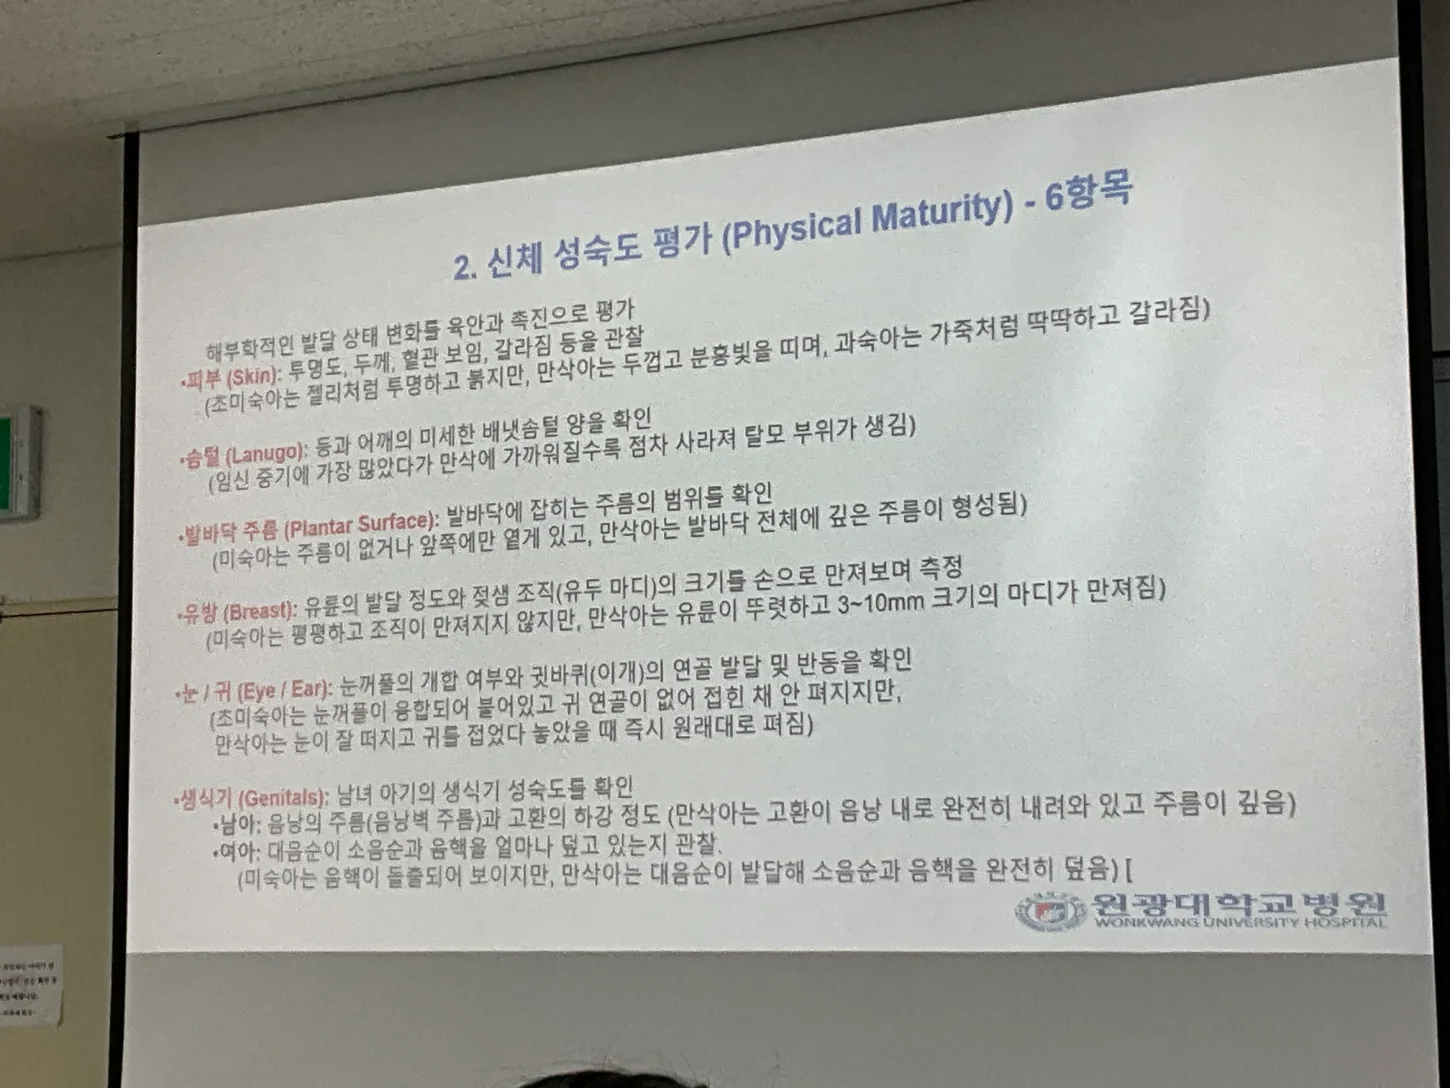 2. 신체 성숙도 평가 (Physical Maturity) - 6항목
해부학적인 발달 상태 변화를 육안과 촉진으로 평가
•피부 (Skin): 투명도, 두께, 혈관 보임, 갈라짐 등을 관찰
(초미숙아는 젤리처럼 투명하고 붉지만, 만삭아는 두껍고 분홍빛을 띠며, 과숙아는 가죽처럼 딱딱하고 갈라짐)
•솜털 (Lanugo): 등과 어깨의 미세한 배냇솜털 양을 확인
(임신 중기에 가장 많았다가 만삭에 가까워질수록 점차 사라져 탈모 부위가 생김)
•발바닥 주름 (Plantar Surface): 발바닥에 잡히는 주름의 범위를 확인
(미숙아는 주름이 없거나 앞쪽에만 옅게 있고, 만삭아는 발바닥 전체에 깊은 주름이 형성됨)
•유방 (Breast): 유륜의 발달 정도와 젖샘 조직(유두 마디)의 크기를 손으로 만져보며 측정
(미숙아는 평평하고 조직이 만져지지 않지만, 만삭아는 유륜이 뚜렷하고 3~10mm 크기의 마디가 만져짐)
•눈 / 귀 (Eye / Ear): 눈꺼풀의 개합 여부와 귓바퀴(이개)의 연골 발달 및 반동을 확인
(초미숙아는 눈꺼풀이 융합되어 붙어있고 귀 연골이 없어 접힌 채 안 펴지지만,
만삭아는 눈이 잘 떠지고 귀를 접었다 놓았을 때 즉시 원래대로 펴짐)
•생식기 (Genitals): 남녀 아기의 생식기 성숙도를 확인
•남아: 음낭의 주름(음낭벽 주름)과 고환의 하강 정도 (만삭아는 고환이 음낭 내로 완전히 내려와 있고 주름이 깊음)
•여아: 대음순이 소음순과 음핵을 얼마나 덮고 있는지 관찰.
(미숙아는 음핵이 돌출되어 보이지만, 만삭아는 대음순이 발달해 소음순과 음핵을 완전히 덮음) [
원광대학교병원
WONKWANG UNIVERSITY HOSPITAL